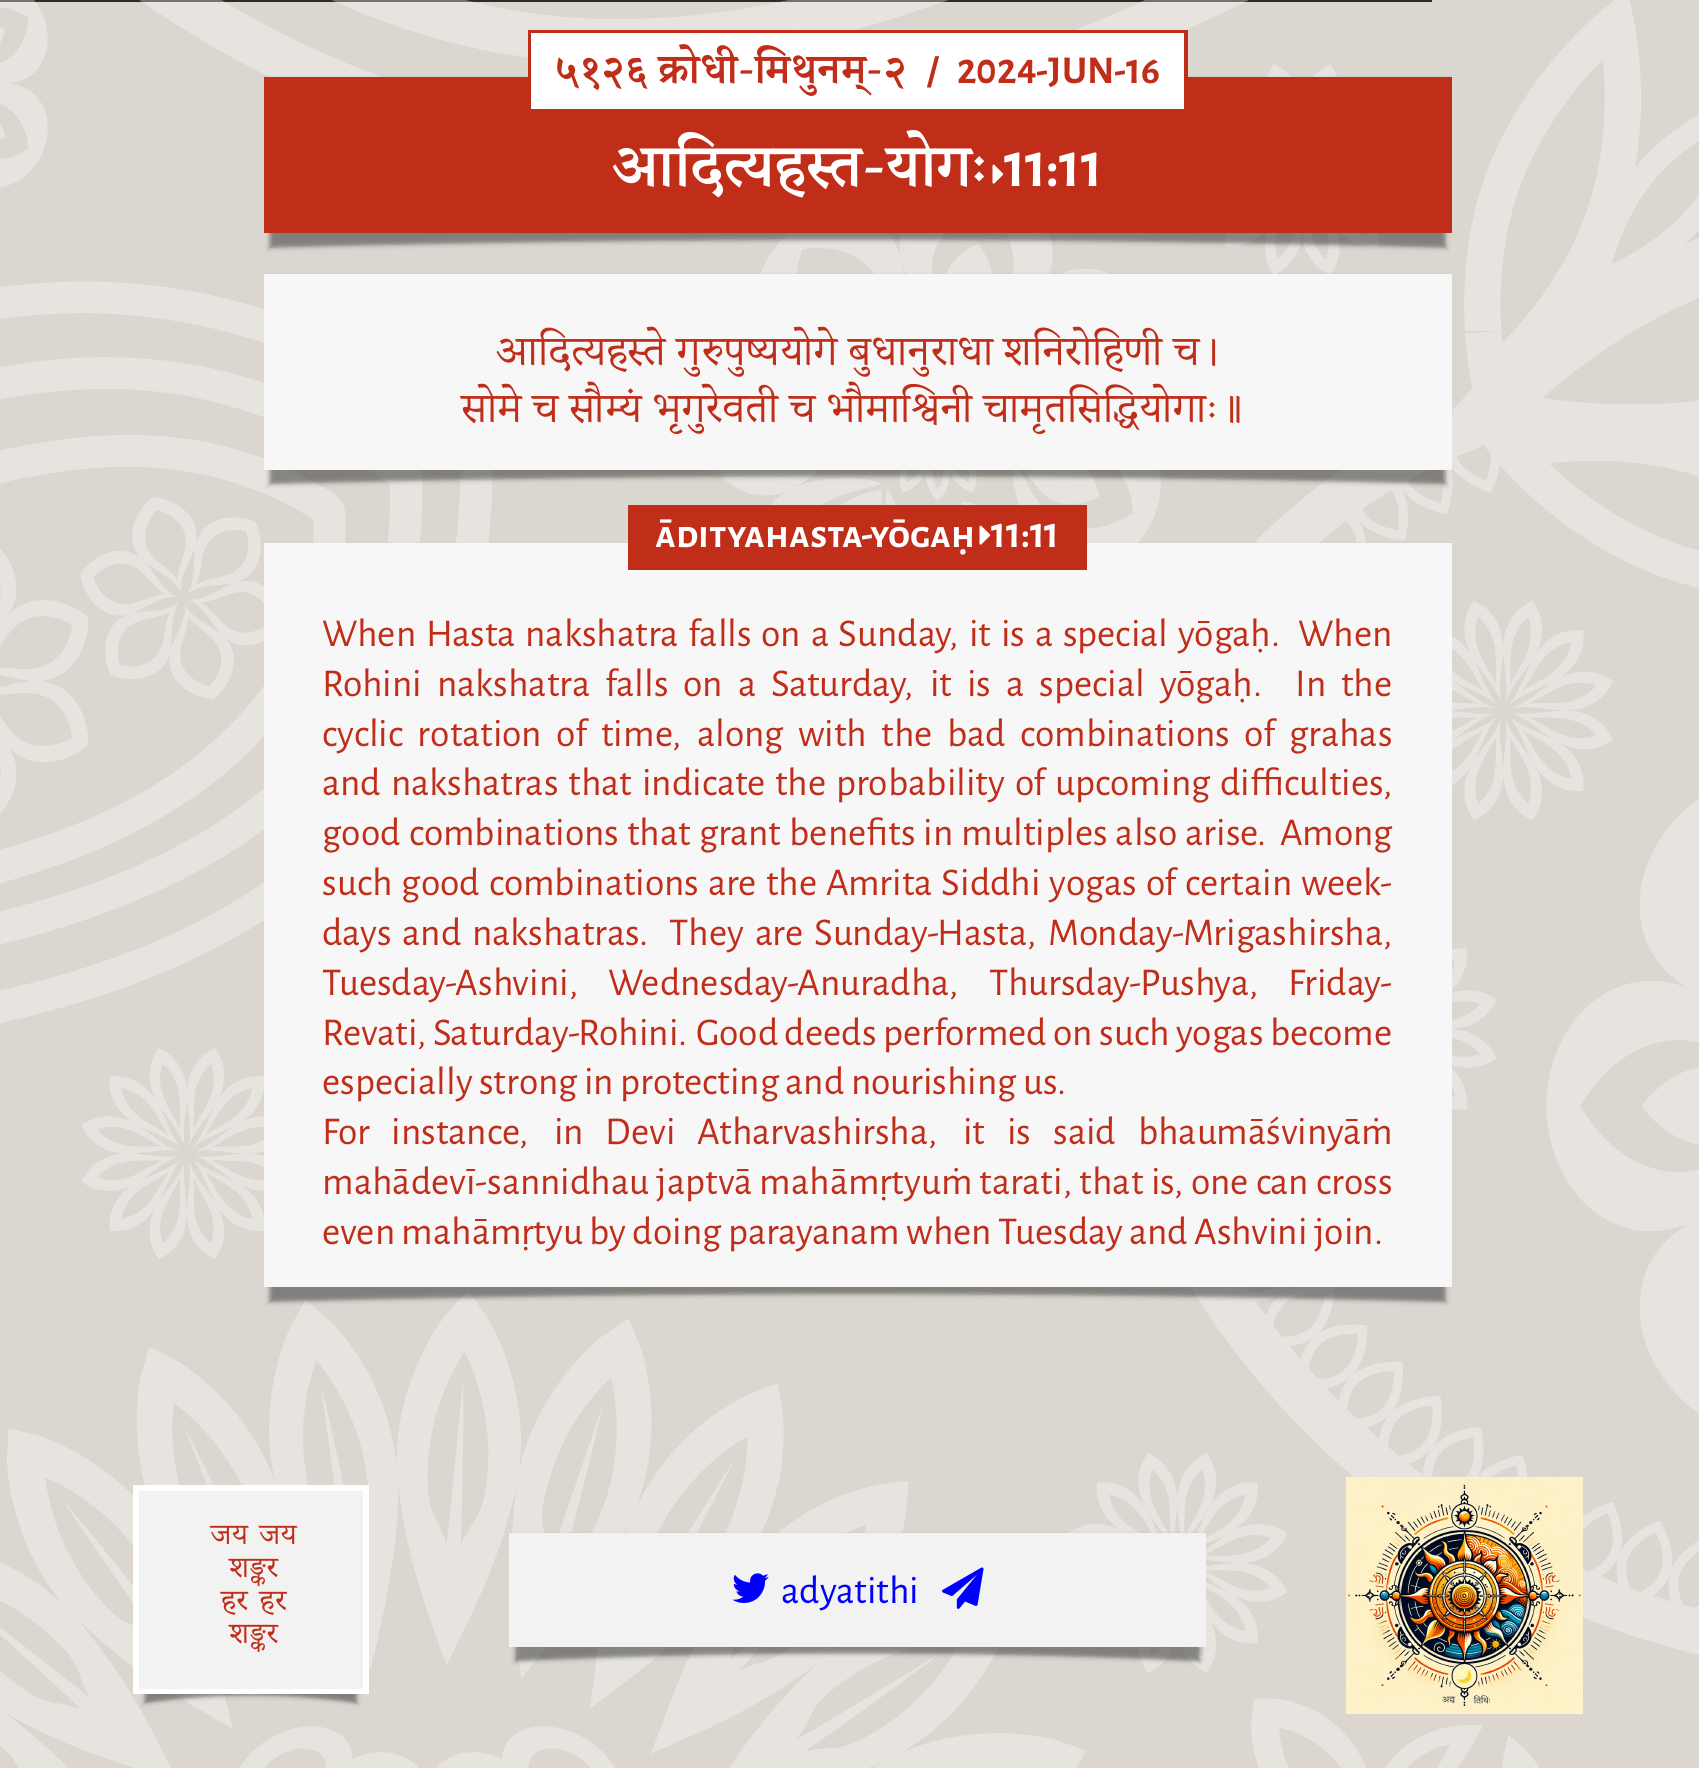 ५१२६ क्रोधी-मिथुनम्-२ / 2024-JUN-16
आदित्यहस्त-योगः▸11:11
आदित्यहस्ते गुरुपुष्ययोगे बुधानुराधा शनिरोहिणी च।
सोमे च सौम्यं भृगुरेवती च भौमाश्विनी चामृतसिद्धियोगाः॥
ĀDITYAHASTA-YŌGAḤ▸11:11
When Hasta nakshatra falls on a Sunday, it is a special yōgaḥ. When
Rohini nakshatra falls on a Saturday, it is a special yōgaḥ. In the
cyclic rotation of time, along with the bad combinations of grahas
and nakshatras that indicate the probability of upcoming difficulties,
good combinations that grant benefits in multiples also arise. Among
such good combinations are the Amrita Siddhi yogas of certain week-
days and nakshatras. They are Sunday-Hasta, Monday-Mrigashirsha,
Tuesday-Ashvini, Wednesday-Anuradha, Thursday-Pushya, Friday-
Revati, Saturday-Rohini. Good deeds performed on such yogas become
especially strong in protecting and nourishing us.
For instance, in Devi Atharvashirsha, it is said bhaumāśvinyāṁ
mahādevī-sannidhau japtvā mahāmṛtyuṁ tarati, that is, one can cross
even mahāmṛtyu by doing parayanam when Tuesday and Ashvini join.
जय जय
शङ्कर
हर हर
शङ्कर
adyatithi
अद्य तिथिः